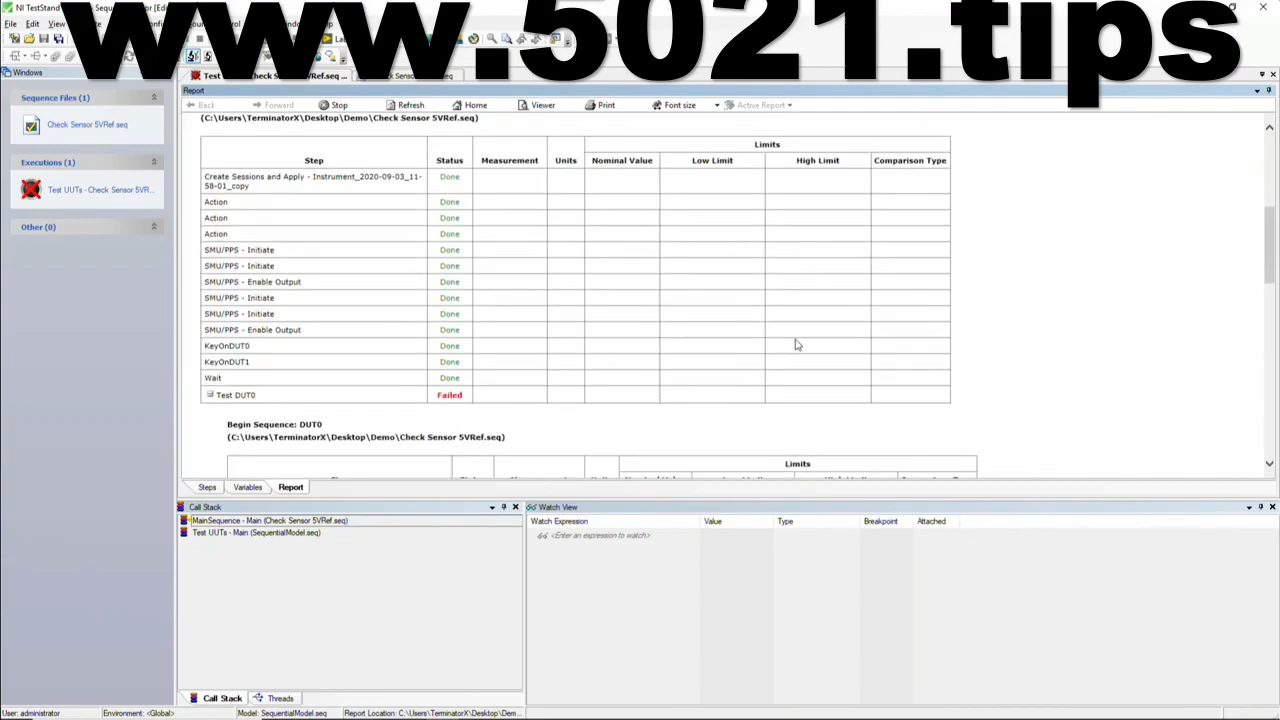 www.5021.tips
NI TestStand
File Edit View
Windows
Sequence Files (1)
Check Sensor 5VRef.seq
Executions (1)
Test UUTs - Check Sensor 5VR...
Other (0)
Report
Back Forward Stop Refresh Home Viewer Print Font size Active Report
(C:\Users\TerminatorX\Desktop\Demo\Check Sensor 5VRef.seq)
Limits
Step Status Measurement Units Nominal Value Low Limit High Limit Comparison Type
Create Sessions and Apply - Instrument_2020-09-03_11-
58-01_copy Done
Action Done
Action Done
Action Done
SMU/PPS - Initiate Done
SMU/PPS - Initiate Done
SMU/PPS - Enable Output Done
SMU/PPS - Initiate Done
SMU/PPS - Initiate Done
SMU/PPS - Enable Output Done
KeyOnDUT0 Done
KeyOnDUT1 Done
Wait Done
Test DUT0 Failed
Begin Sequence: DUT0
(C:\Users\TerminatorX\Desktop\Demo\Check Sensor 5VRef.seq)
Limits
Steps Variables Report
Call Stack
MainSequence - Main (Check Sensor 5VRef.seq)
Test UUTs - Main (SequentialModel.seq)
Call Stack Threads
Watch View
Watch Expression Value Type Breakpoint Attached
<Enter an expression to watch>
User: administrator Environment: <Global> Model: SequentialModel.seq Report Location: C:\Users\TerminatorX\Desktop\Dem...